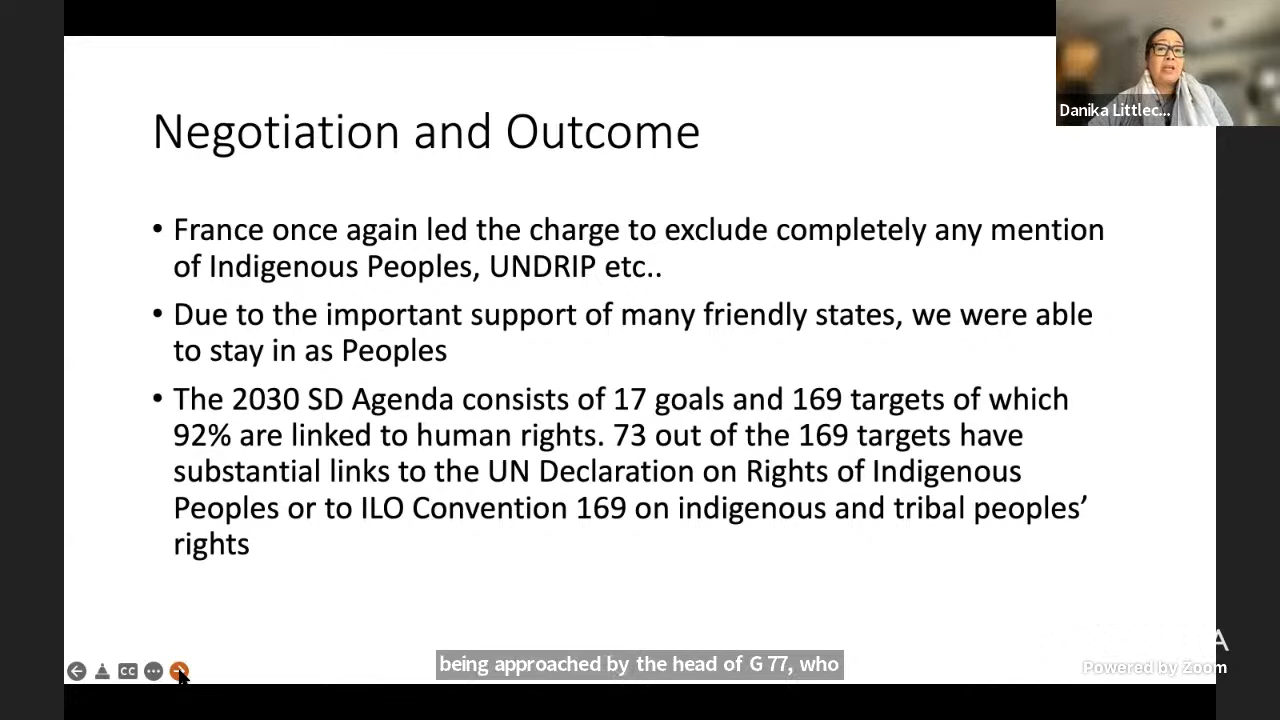 Danika Littlec...
Negotiation and Outcome
• France once again led the charge to exclude completely any mention
of Indigenous Peoples, UNDRIP etc..
• Due to the important support of many friendly states, we were able
to stay in as Peoples
• The 2030 SD Agenda consists of 17 goals and 169 targets of which
92% are linked to human rights. 73 out of the 169 targets have
substantial links to the UN Declaration on Rights of Indigenous
Peoples or to ILO Convention 169 on indigenous and tribal peoples’
rights
CC
being approached by the head of G 77, who
Powered by Zoom